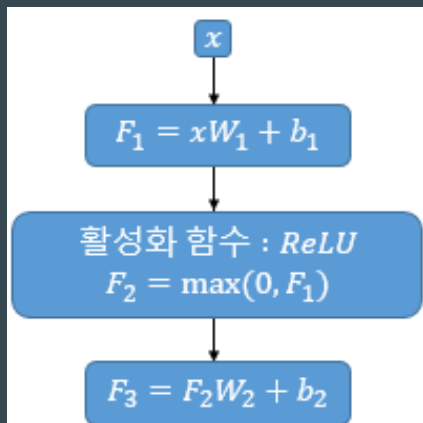 x
F₁ = xW₁ + b₁
활성화 함수 : ReLU
F₂ = max(0, F₁)
F₃ = F₂W₂ + b₂